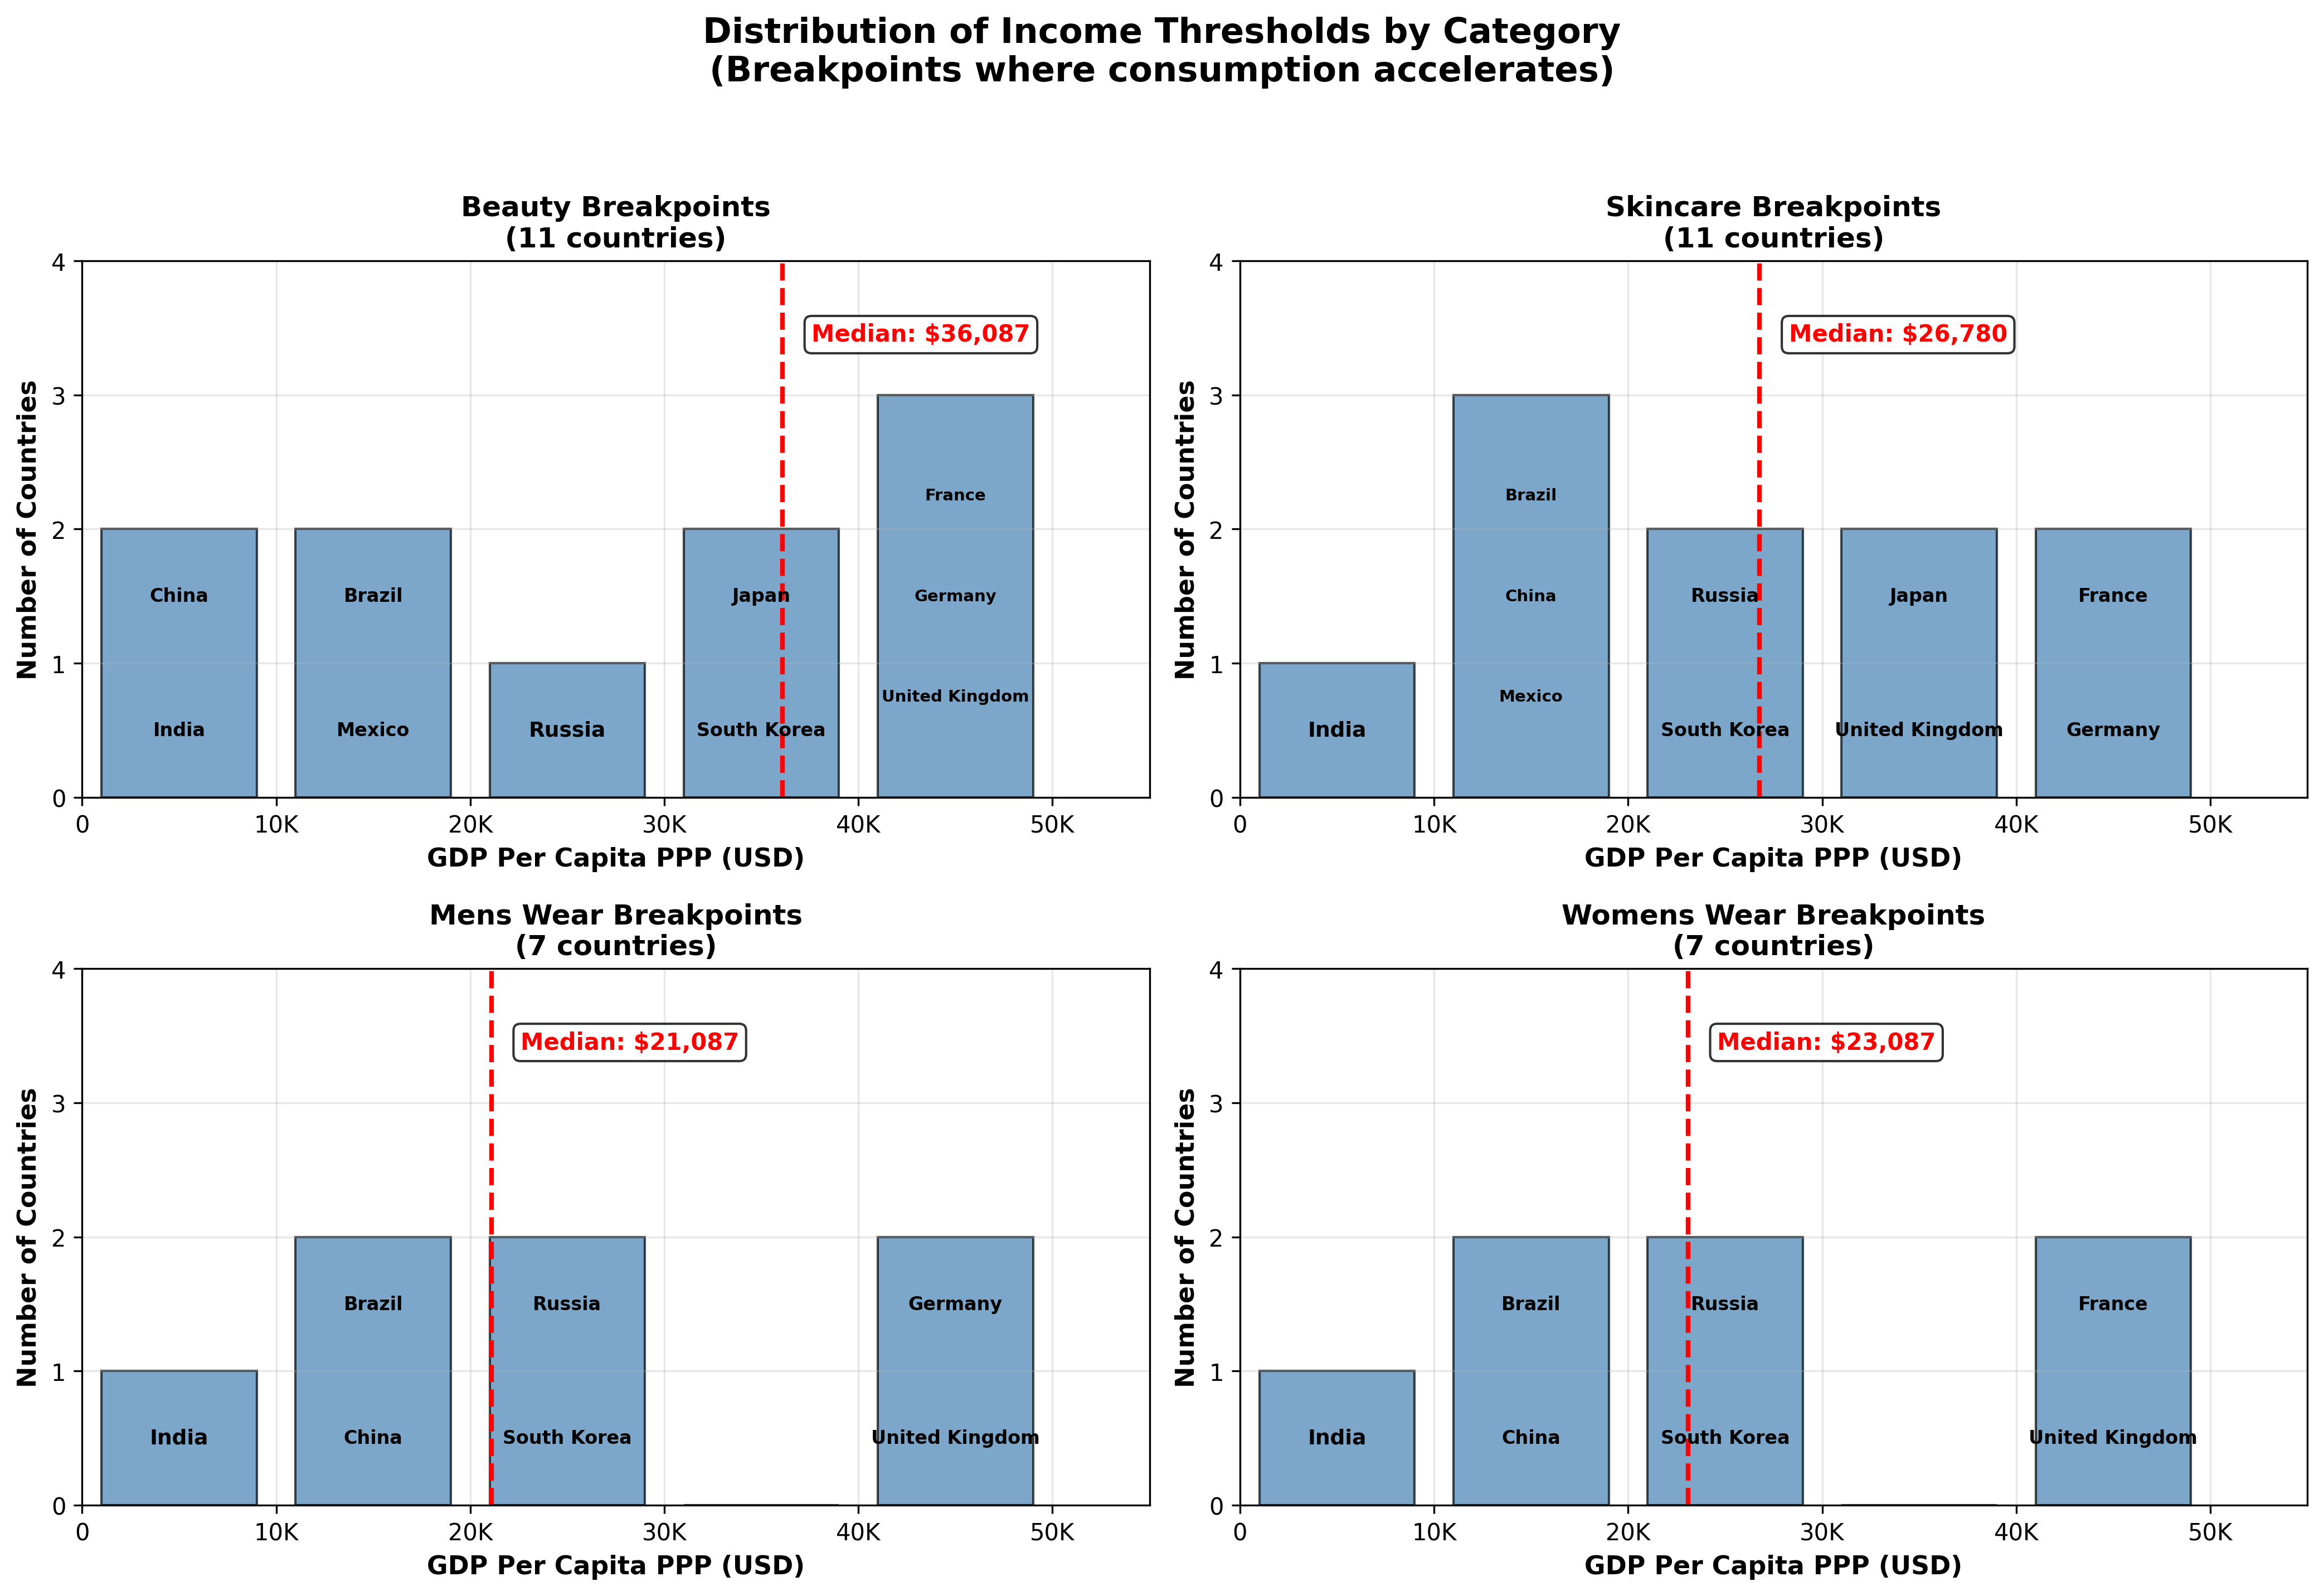 Distribution of Income Thresholds by Category
(Breakpoints where consumption accelerates)
Beauty Breakpoints
(11 countries)
Number of Countries
4
3
2
1
0
Median: $36,087
China
India
Brazil
Mexico
Russia
Japan
South Korea
France
Germany
United Kingdom
0 10K 20K 30K 40K 50K
GDP Per Capita PPP (USD)
Skincare Breakpoints
(11 countries)
Number of Countries
4
3
2
1
0
Median: $26,780
India
Brazil
China
Mexico
Russia
South Korea
Japan
United Kingdom
France
Germany
0 10K 20K 30K 40K 50K
GDP Per Capita PPP (USD)
Mens Wear Breakpoints
(7 countries)
Number of Countries
4
3
2
1
0
Median: $21,087
India
Brazil
China
Russia
South Korea
Germany
United Kingdom
0 10K 20K 30K 40K 50K
GDP Per Capita PPP (USD)
Womens Wear Breakpoints
(7 countries)
Number of Countries
4
3
2
1
0
Median: $23,087
India
Brazil
China
Russia
South Korea
France
United Kingdom
0 10K 20K 30K 40K 50K
GDP Per Capita PPP (USD)